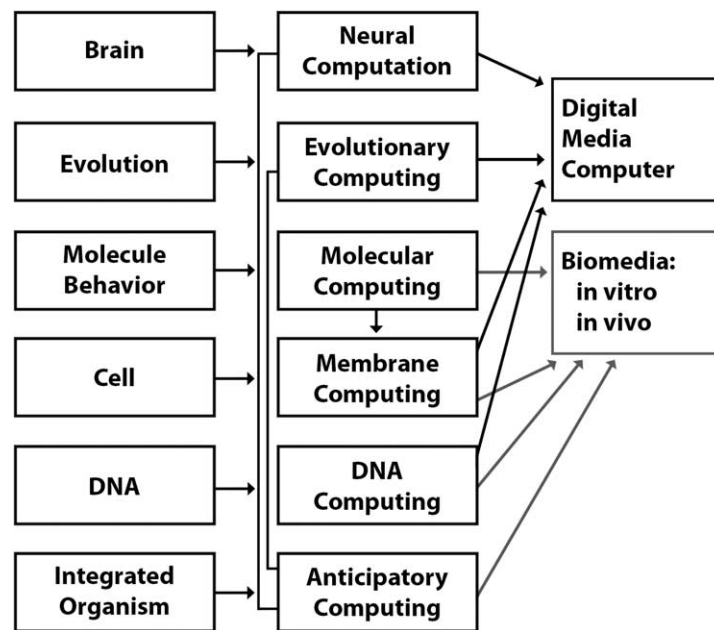 Brain
Neural
Computation
Digital
Media
Computer
Evolution
Evolutionary
Computing
Molecule
Behavior
Molecular
Computing
Biomedia:
in vitro
in vivo
Cell
Membrane
Computing
DNA
DNA
Computing
Integrated
Organism
Anticipatory
Computing